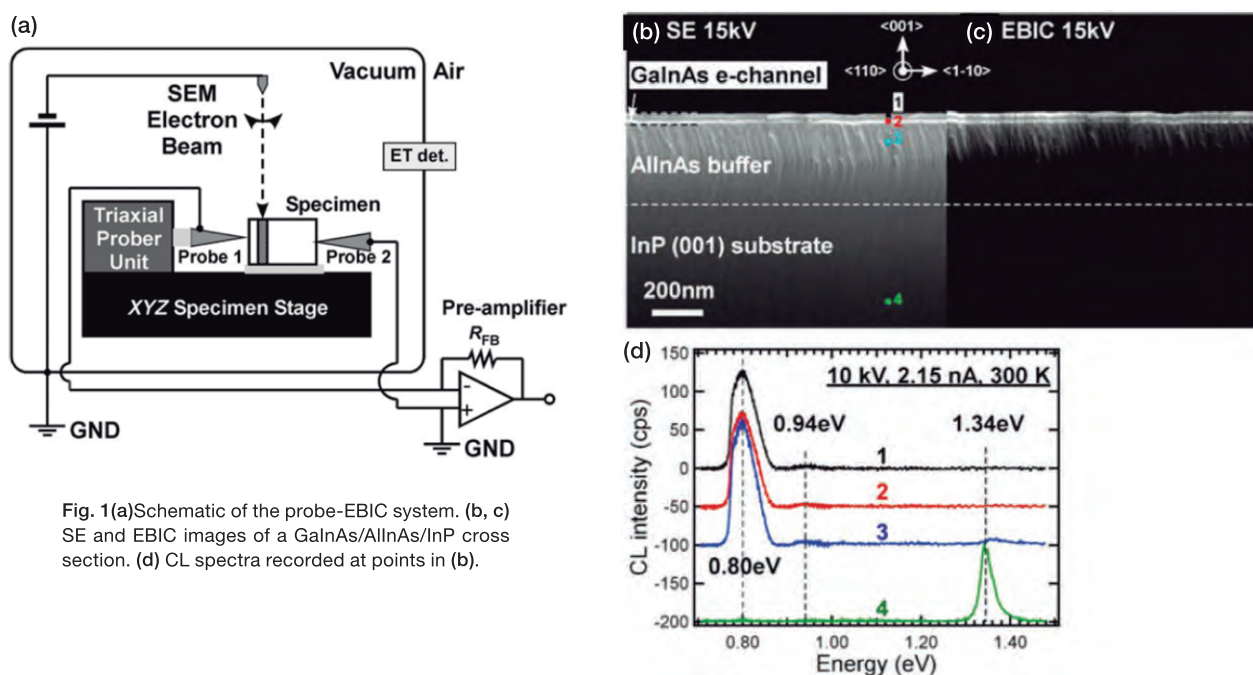 (a)
Vacuum Air
SEM
Electron
Beam
ET det.
Triaxial
Prober
Unit
Probe 1
Specimen
Probe 2
XYZ Specimen Stage
Pre-amplifier
RFB
-
+
GND
GND
Fig. 1(a)Schematic of the probe-EBIC system. (b, c)
SE and EBIC images of a GaInAs/AlInAs/InP cross
section. (d) CL spectra recorded at points in (b).
(b) SE 15kV
<001>
(c) EBIC 15kV
GaInAs e-channel
<110>
<1-10>
1
2
3
AlInAs buffer
InP (001) substrate
4
200nm
(d)
150
100
50
0
-50
-100
-150
-200
CL intensity (cps)
10 kV, 2.15 nA, 300 K
0.94eV
1.34eV
1
2
3
0.80eV
4
0.80 1.00 1.20 1.40
Energy (eV)